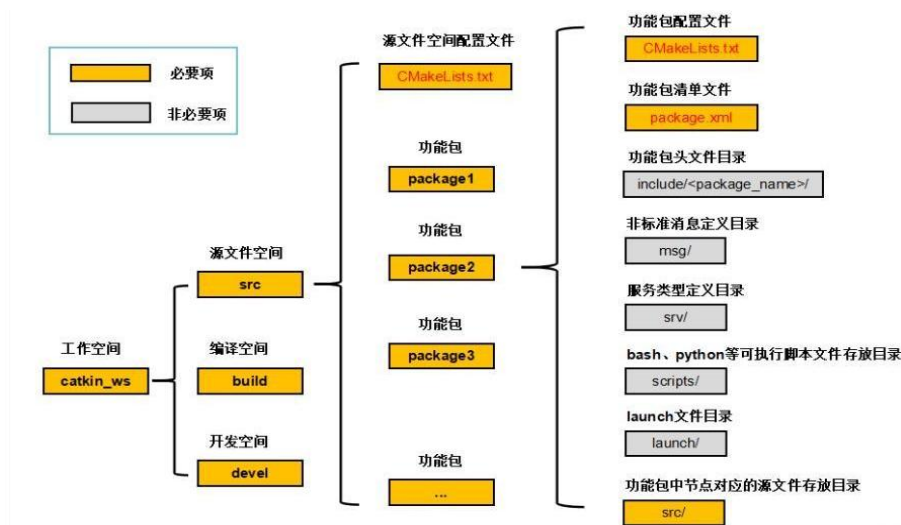 必要项
非必要项
工作空间
catkin_ws
源文件空间
src
编译空间
build
开发空间
devel
源文件空间配置文件
CMakeLists.txt
功能包
package1
功能包
package2
功能包
package3
功能包
...
功能包配置文件
CMakeLists.txt
功能包清单文件
package.xml
功能包头文件目录
include/<package_name>/
非标准消息定义目录
msg/
服务类型定义目录
srv/
bash、python等可执行脚本文件存放目录
scripts/
launch文件目录
launch/
功能包中节点对应的源文件存放目录
src/